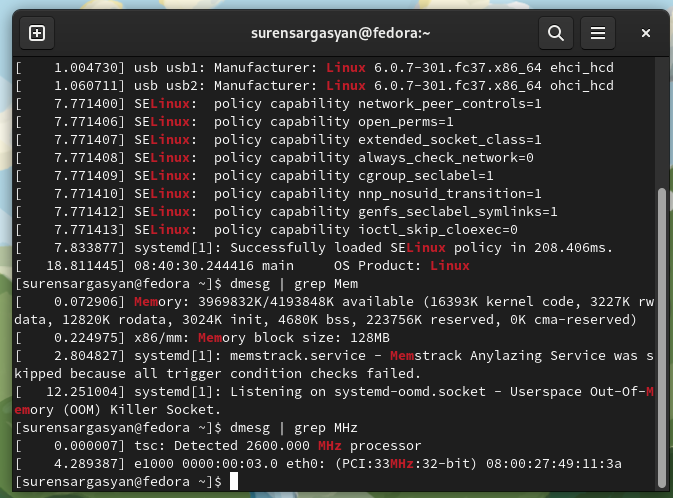 surensargasyan@fedora:~
[    1.004730] usb usb1: Manufacturer: Linux 6.0.7-301.fc37.x86_64 ehci_hcd
[    1.060711] usb usb2: Manufacturer: Linux 6.0.7-301.fc37.x86_64 ohci_hcd
[    7.771400] SELinux:  policy capability network_peer_controls=1
[    7.771406] SELinux:  policy capability open_perms=1
[    7.771407] SELinux:  policy capability extended_socket_class=1
[    7.771408] SELinux:  policy capability always_check_network=0
[    7.771409] SELinux:  policy capability cgroup_seclabel=1
[    7.771410] SELinux:  policy capability nnp_nosuid_transition=1
[    7.771412] SELinux:  policy capability genfs_seclabel_symlinks=1
[    7.771413] SELinux:  policy capability ioctl_skip_cloexec=0
[    7.833877] systemd[1]: Successfully loaded SELinux policy in 208.406ms.
[   18.811445] 08:40:30.244416 main     OS Product: Linux
[surensargasyan@fedora ~]$ dmesg | grep Mem
[    0.072906] Memory: 3969832K/4193848K available (16393K kernel code, 3227K rw
data, 12820K rodata, 3024K init, 4680K bss, 223756K reserved, 0K cma-reserved)
[    0.224975] x86/mm: Memory block size: 128MB
[    2.804827] systemd[1]: memstrack.service - Memstrack Anylazing Service was s
kipped because all trigger condition checks failed.
[   12.251004] systemd[1]: Listening on systemd-oomd.socket - Userspace Out-Of-M
emory (OOM) Killer Socket.
[surensargasyan@fedora ~]$ dmesg | grep MHz
[    0.000007] tsc: Detected 2600.000 MHz processor
[    4.289387] e1000 0000:00:03.0 eth0: (PCI:33MHz:32-bit) 08:00:27:49:11:3a
[surensargasyan@fedora ~]$